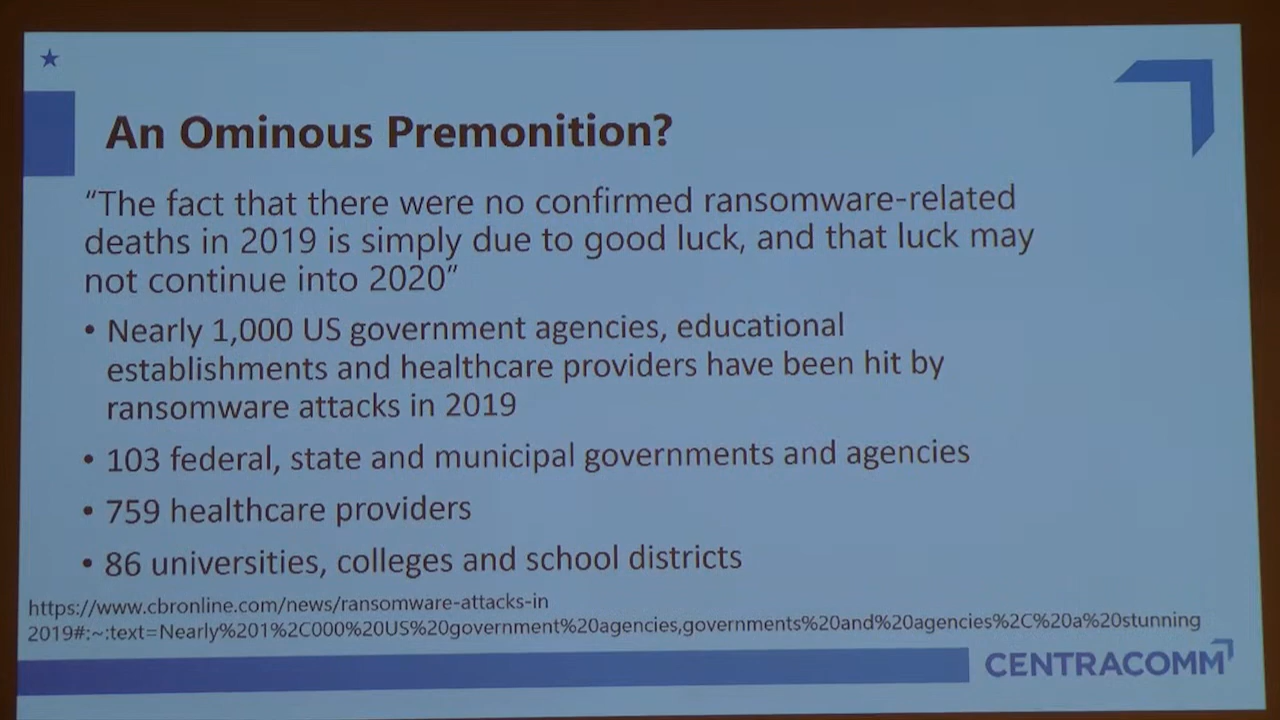 An Ominous Premonition?
“The fact that there were no confirmed ransomware-related
deaths in 2019 is simply due to good luck, and that luck may
not continue into 2020”
• Nearly 1,000 US government agencies, educational
establishments and healthcare providers have been hit by
ransomware attacks in 2019
• 103 federal, state and municipal governments and agencies
• 759 healthcare providers
• 86 universities, colleges and school districts
https://www.cbronline.com/news/ransomware-attacks-in
2019#:~:text=Nearly%201%2C000%20US%20government%20agencies,governments%20and%20agencies%2C%20a%20stunning
CENTRACOMM